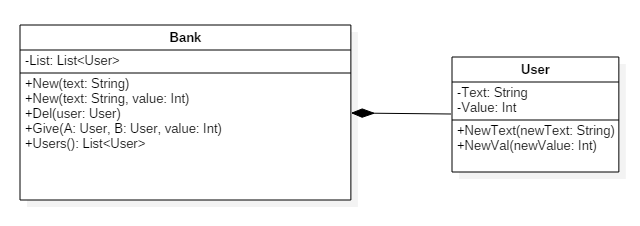 Bank
-List: List<User>
+New(text: String)
+New(text: String, value: Int)
+Del(user: User)
+Give(A: User, B: User, value: Int)
+Users(): List<User>
User
-Text: String
-Value: Int
+NewText(newText: String)
+NewVal(newValue: Int)